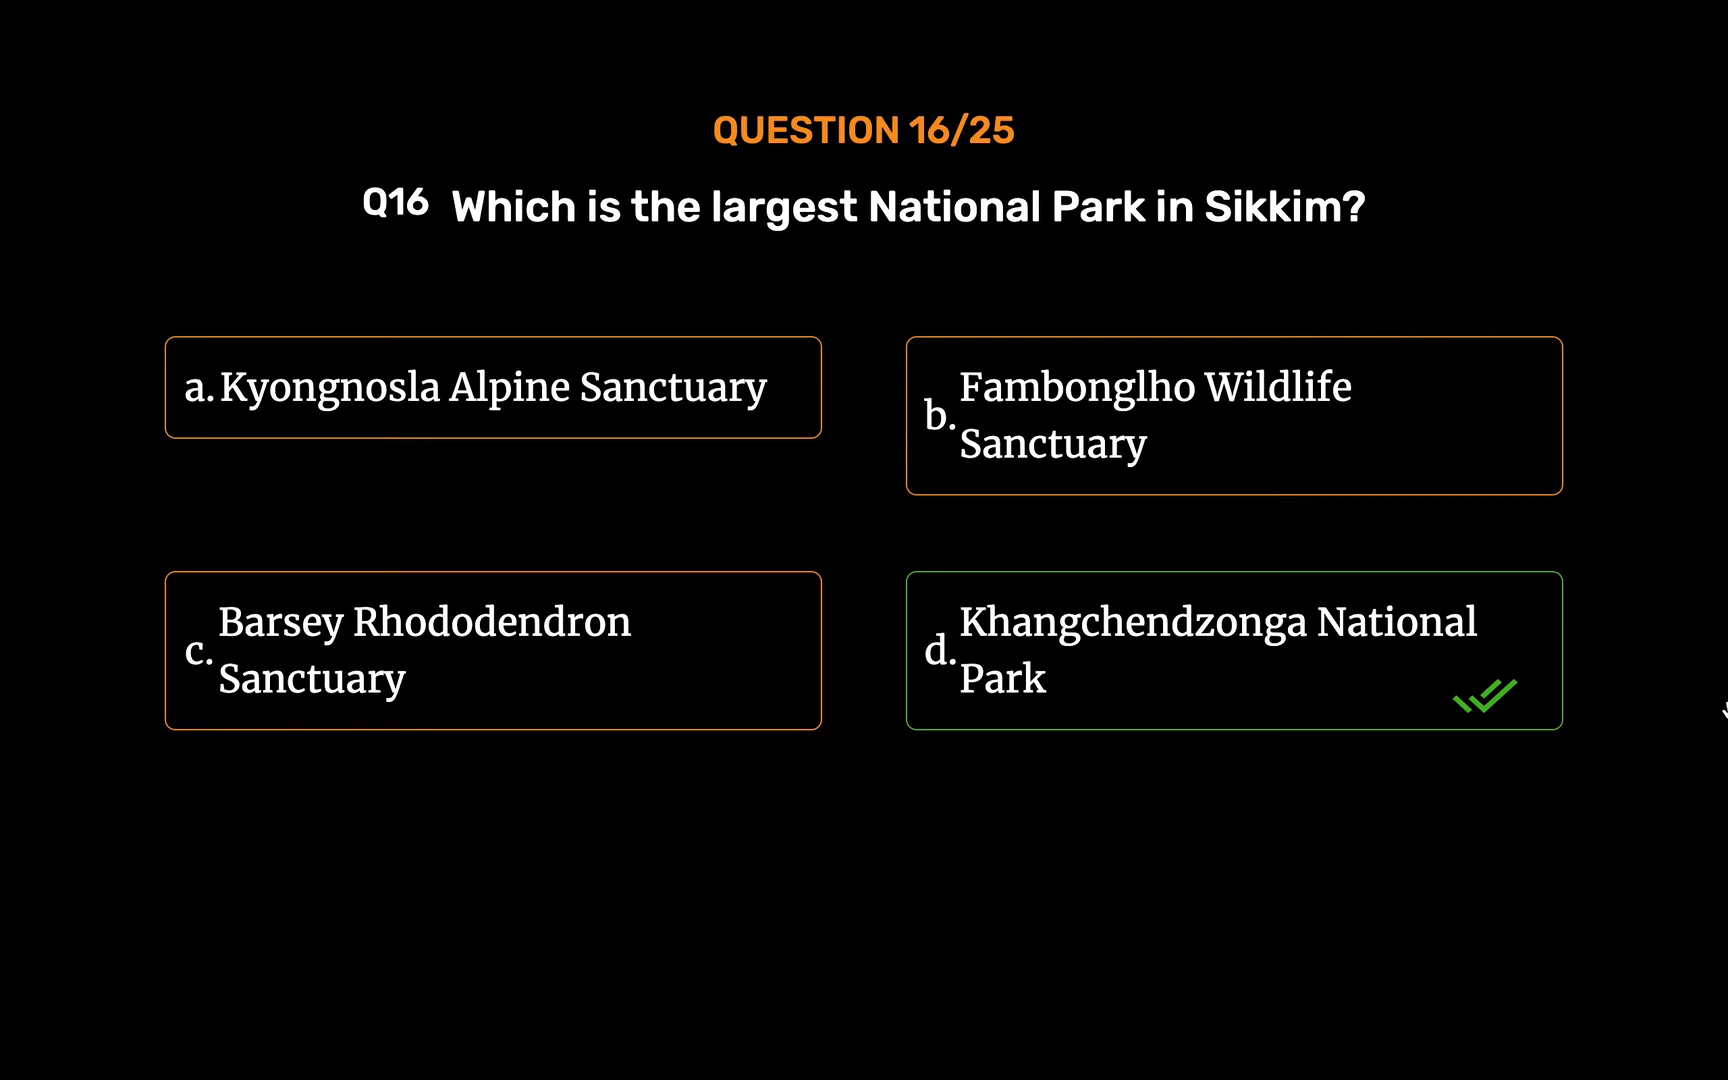 QUESTION 16/25
Q16 Which is the largest National Park in Sikkim?
a. Kyongnosla Alpine Sanctuary
b. Fambonglho Wildlife
Sanctuary
c. Barsey Rhododendron
Sanctuary
d. Khangchendzonga National
Park